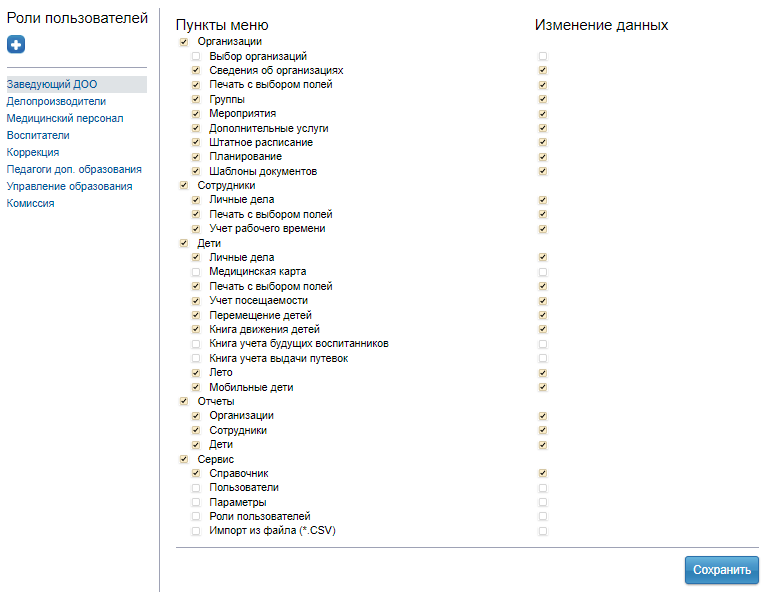 Роли пользователей
Заведующий ДОО
Делопроизводители
Медицинский персонал
Воспитатели
Коррекция
Педагоги доп. образования
Управление образования
Комиссия
Пункты меню Изменение данных
Организации
Выбор организаций
Сведения об организациях
Печать с выбором полей
Группы
Мероприятия
Дополнительные услуги
Штатное расписание
Планирование
Шаблоны документов
Сотрудники
Личные дела
Печать с выбором полей
Учет рабочего времени
Дети
Личные дела
Медицинская карта
Печать с выбором полей
Учет посещаемости
Перемещение детей
Книга движения детей
Книга учета будущих воспитанников
Книга учета выдачи путевок
Лето
Мобильные дети
Отчеты
Организации
Сотрудники
Дети
Сервис
Справочник
Пользователи
Параметры
Роли пользователей
Импорт из файла (*.CSV)
Сохранить